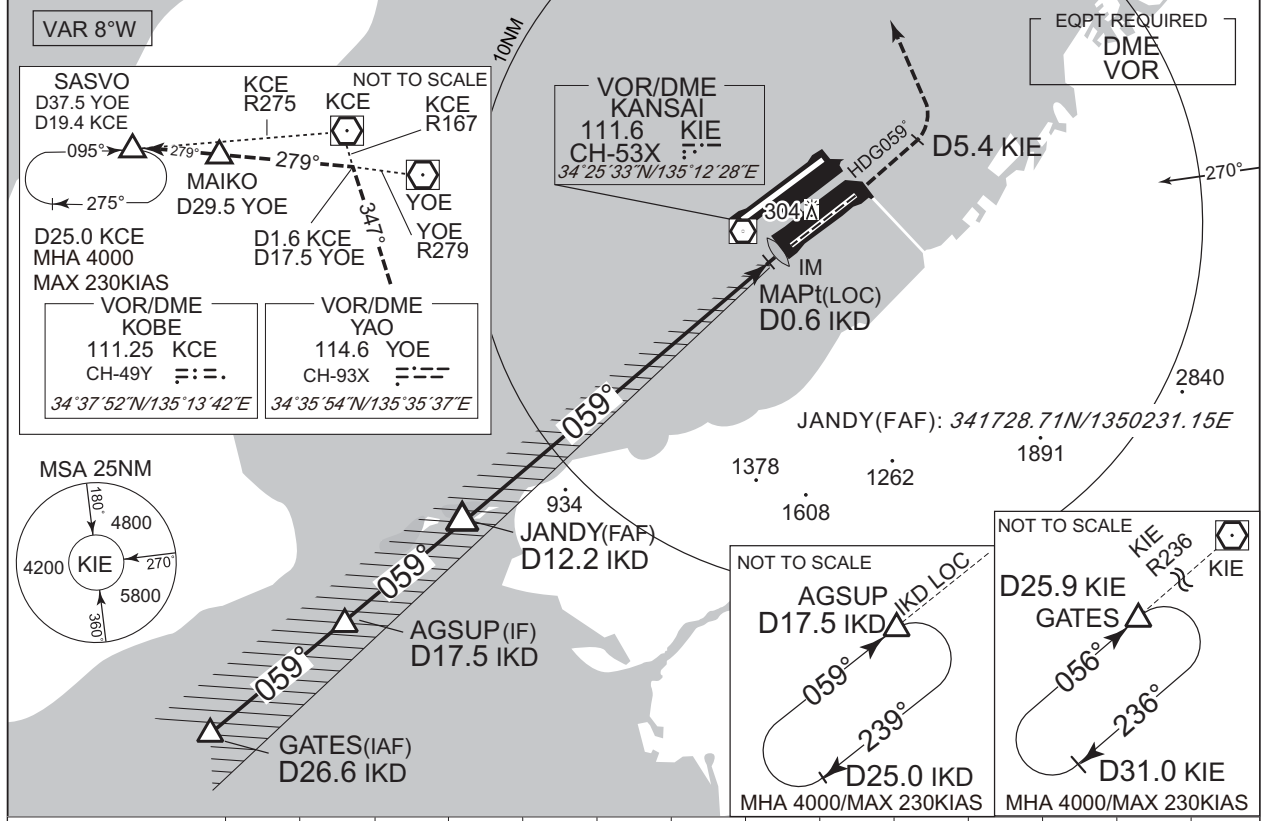 VAR 8°W
EQPT REQUIRED
DME
VOR
10NM
SASVO
D37.5 YOE
D19.4 KCE
NOT TO SCALE
KCE
R275
KCE
KCE
R167
095°
279°
279°
MAIKO
D29.5 YOE
275°
YOE
YOE
R279
347°
D1.6 KCE
D17.5 YOE
D25.0 KCE
MHA 4000
MAX 230KIAS
VOR/DME
KOBE
111.25 KCE
CH-49Y
34°37´52˝N/135°13´42˝E
VOR/DME
YAO
114.6 YOE
CH-93X
34°35´54˝N/135°35´37˝E
VOR/DME
KANSAI
111.6 KIE
CH-53X
34°25´33˝N/135°12´28˝E
HDG059°
D5.4 KIE
270°
304
IM
MAPt(LOC)
D0.6 IKD
059°
2840
JANDY(FAF): 341728.71N/1350231.15E
1891
1378
1262
1608
934
JANDY(FAF)
D12.2 IKD
059°
AGSUP(IF)
D17.5 IKD
059°
GATES(IAF)
D26.6 IKD
MSA 25NM
180°
4800
4200
KIE
270°
5800
360°
NOT TO SCALE
AGSUP
D17.5 IKD
IKD LOC
059°
239°
D25.0 IKD
MHA 4000/MAX 230KIAS
NOT TO SCALE
KIE
R236
KIE
D25.9 KIE
GATES
056°
236°
D31.0 KIE
MHA 4000/MAX 230KIAS